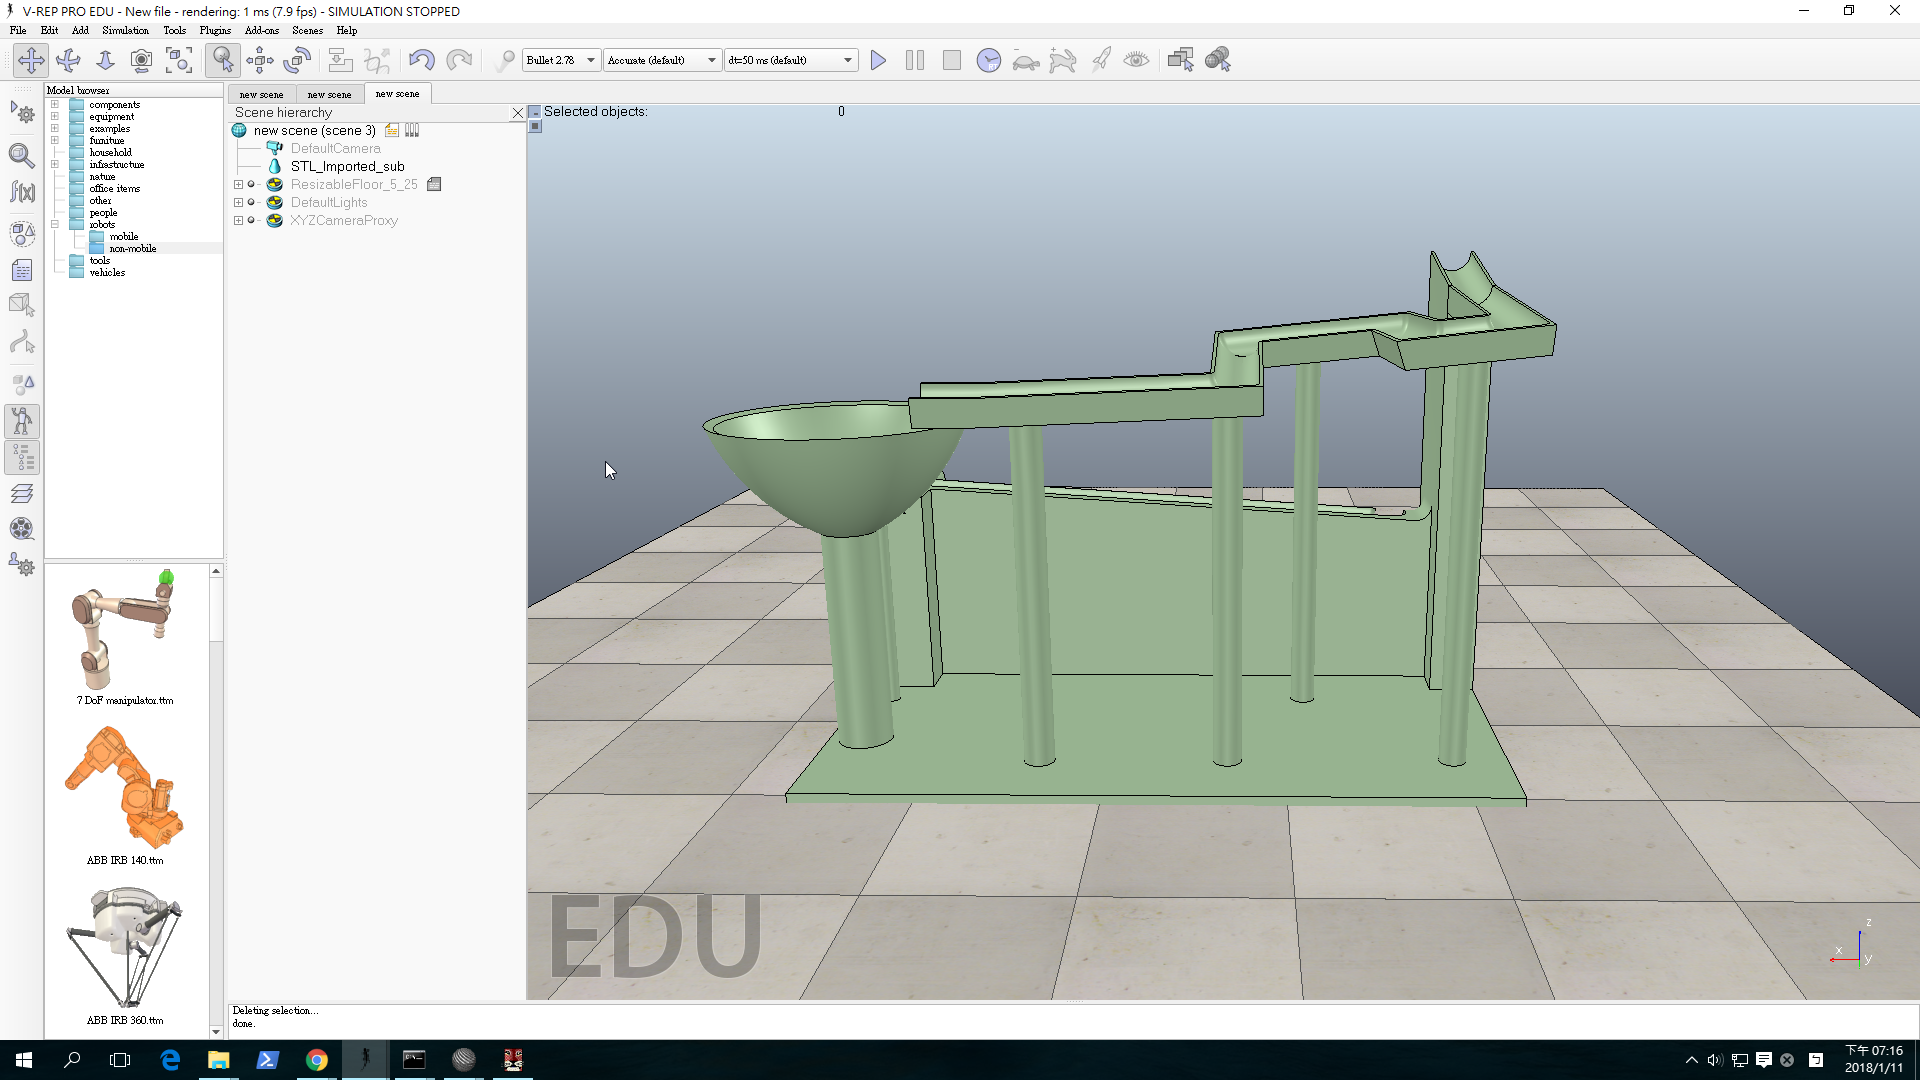 V-REP PRO EDU - New file - rendering: 1 ms (7.9 fps) - SIMULATION STOPPED
File Edit Add Simulation Tools Plugins Add-ons Scenes Help
Bullet 2.78 Accurate (default) dt=50 ms (default)
Model browser
components
equipment
examples
furniture
household
infrastructure
nature
office items
other
people
robots
mobile
non-mobile
tools
vehicles
7 DoF manipulator.ttm
ABB IRB 140.ttm
ABB IRB 360.ttm
new scene new scene new scene
Scene hierarchy
new scene (scene 3)
DefaultCamera
STL_Imported_sub
ResizableFloor_5_25
DefaultLights
XYZCameraProxy
Selected objects: 0
EDU
z
x
y
Deleting selection...
done.
下午 07:16
2018/1/11